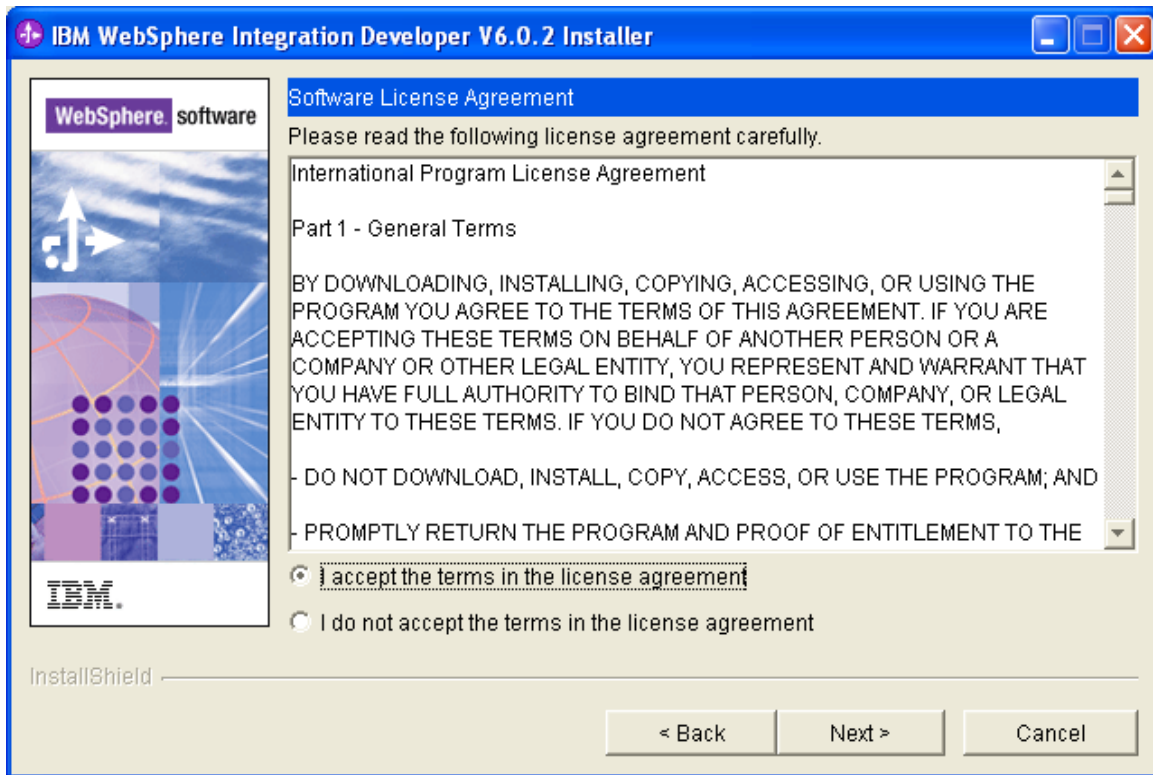 IBM WebSphere Integration Developer V6.0.2 Installer
WebSphere. software
Software License Agreement
Please read the following license agreement carefully.
International Program License Agreement
Part 1 - General Terms
BY DOWNLOADING, INSTALLING, COPYING, ACCESSING, OR USING THE
PROGRAM YOU AGREE TO THE TERMS OF THIS AGREEMENT. IF YOU ARE
ACCEPTING THESE TERMS ON BEHALF OF ANOTHER PERSON OR A
COMPANY OR OTHER LEGAL ENTITY, YOU REPRESENT AND WARRANT THAT
YOU HAVE FULL AUTHORITY TO BIND THAT PERSON, COMPANY, OR LEGAL
ENTITY TO THESE TERMS. IF YOU DO NOT AGREE TO THESE TERMS,
- DO NOT DOWNLOAD, INSTALL, COPY, ACCESS, OR USE THE PROGRAM; AND
- PROMPTLY RETURN THE PROGRAM AND PROOF OF ENTITLEMENT TO THE
IBM.
I accept the terms in the license agreement
I do not accept the terms in the license agreement
InstallShield
< Back
Next >
Cancel